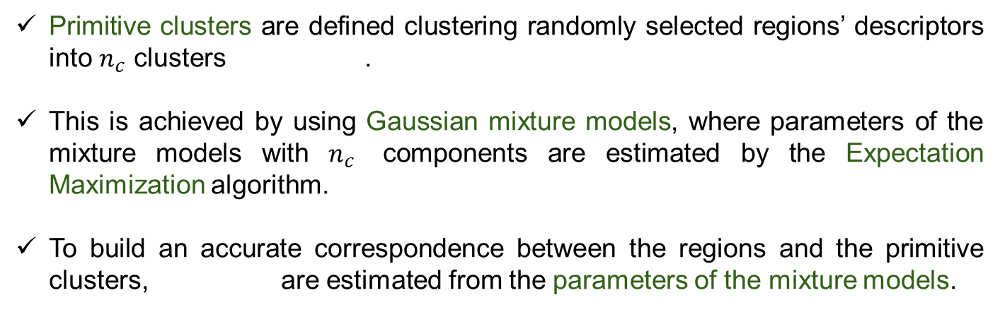 ✓ Primitive clusters are defined clustering randomly selected regions’ descriptors
into n_c clusters .
✓ This is achieved by using Gaussian mixture models, where parameters of the
mixture models with n_c components are estimated by the Expectation
Maximization algorithm.
✓ To build an accurate correspondence between the regions and the primitive
clusters, are estimated from the parameters of the mixture models.